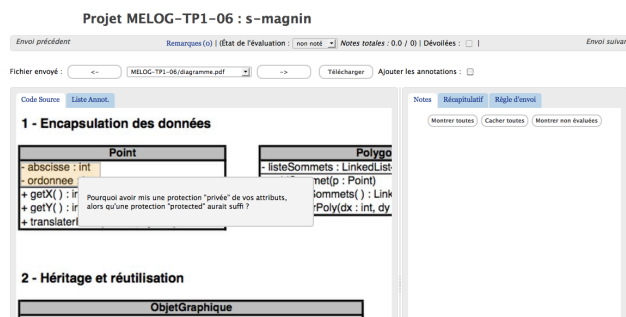 Projet MELOG-TP1-06 : s-magnin
Envoi précédent Remarques (0) | (État de l'évaluation : non noté Notes totales : 0.0 / 0) | Dévoilées : | Envoi suivar
Fichier envoyé : <- MELOG-TP1-06/diagramme.pdf -> Télécharger Ajouter les annotations :
Code Source Liste Annot.
Notes Récapitulatif Règle d'envoi
Montrer toutes Cacher toutes Montrer non évaluées
1 - Encapsulation des données
Point Polygo
- abscisse : int - listeSommets : LinkedList
- ordonnee met(p : Point)
+ getX( ) : ommets( ) : Link
+ getY( ) : rPoly(dx : int, dy
+ translater
Pourquoi avoir mis une protection "privée" de vos attributs,
alors qu'une protection "protected" aurait suffi ?
2 - Héritage et réutilisation
ObjetGraphique